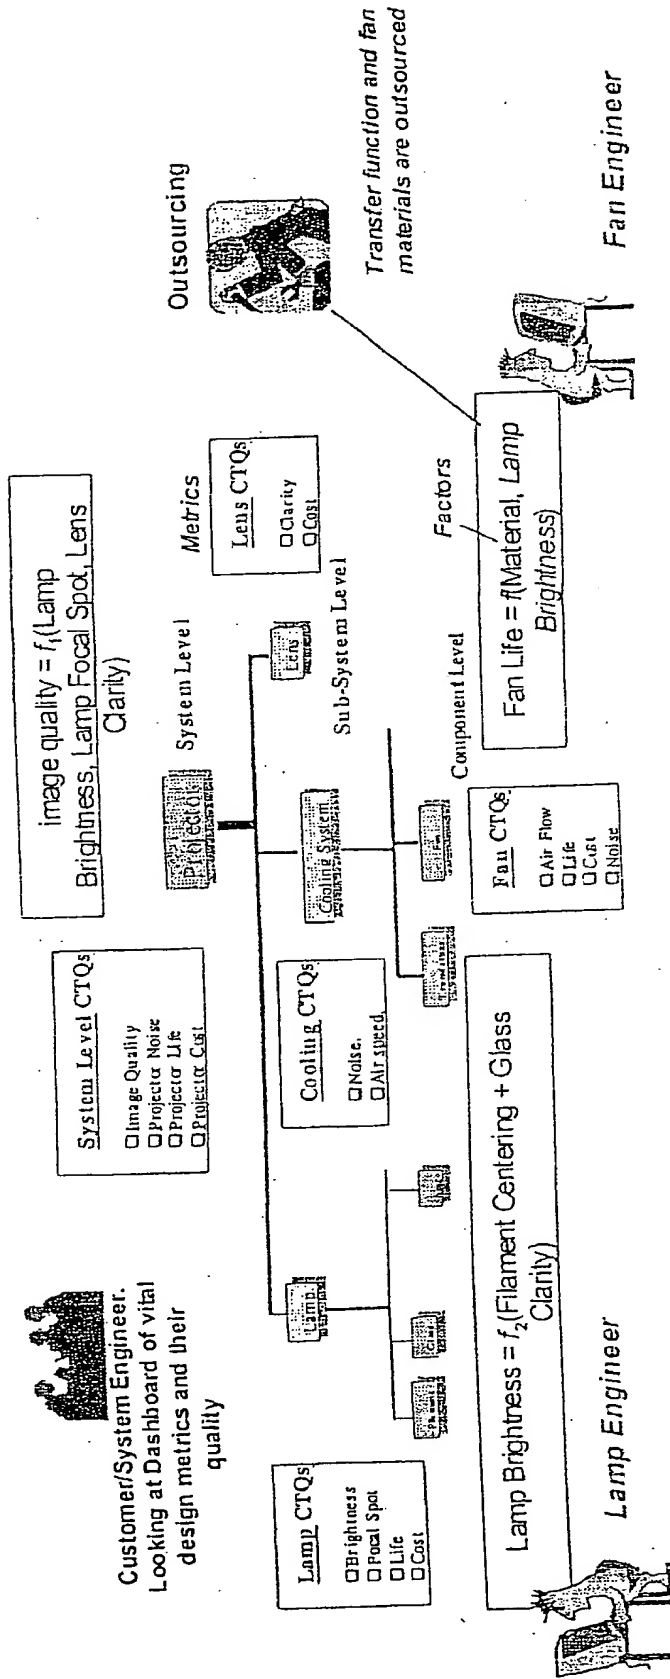 Customer/System Engineer.
Looking at Dashboard of vital
design metrics and their
quality
System Level CTQs
Image Quality
Projector Noise
Projector Life
Projector Cost
image quality = f₁(Lamp
Brightness, Lamp Focal Spot, Lens
Clarity)
Projector
System Level
Metrics
Lens CTQs
Clarity
Cost
Outsourcing
Transfer function and fan
materials are outsourced
Lamp CTQs
Brightness
Focal Spot
Life
Cost
Lamp
Cooling CTQs
Noise,
Air speed,
Cooling System
Lens
Sub-System Level
Fan
Component Level
Factors
Lamp Brightness = f₂(Filament Centering + Glass
Clarity)
Fan CTQs
Air Flow
Life
Cost
Noise
Fan Life = f(Material, Lamp
Brightness)
Lamp Engineer
Fan Engineer